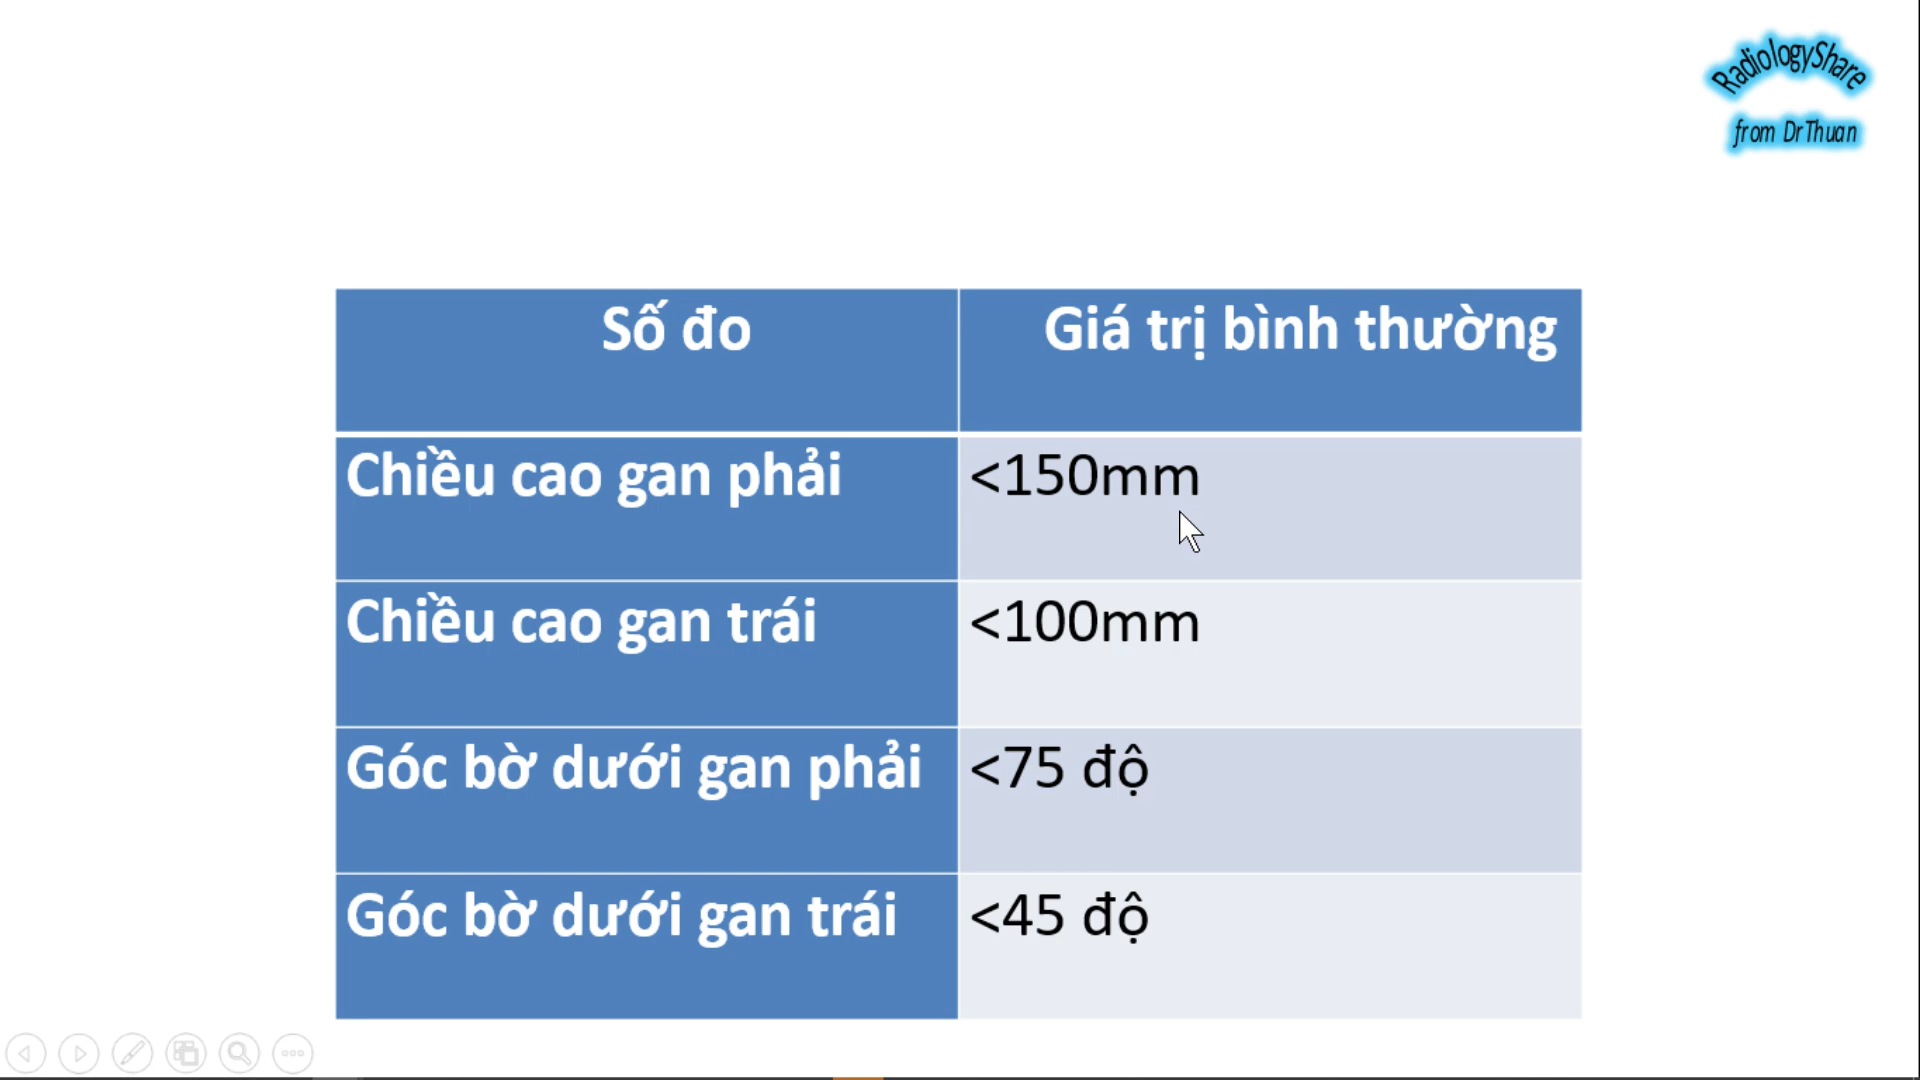 RadiologyShare
from DrThuan
Số đo
Giá trị bình thường
Chiều cao gan phải
<150mm
Chiều cao gan trái
<100mm
Góc bờ dưới gan phải
<75 độ
Góc bờ dưới gan trái
<45 độ